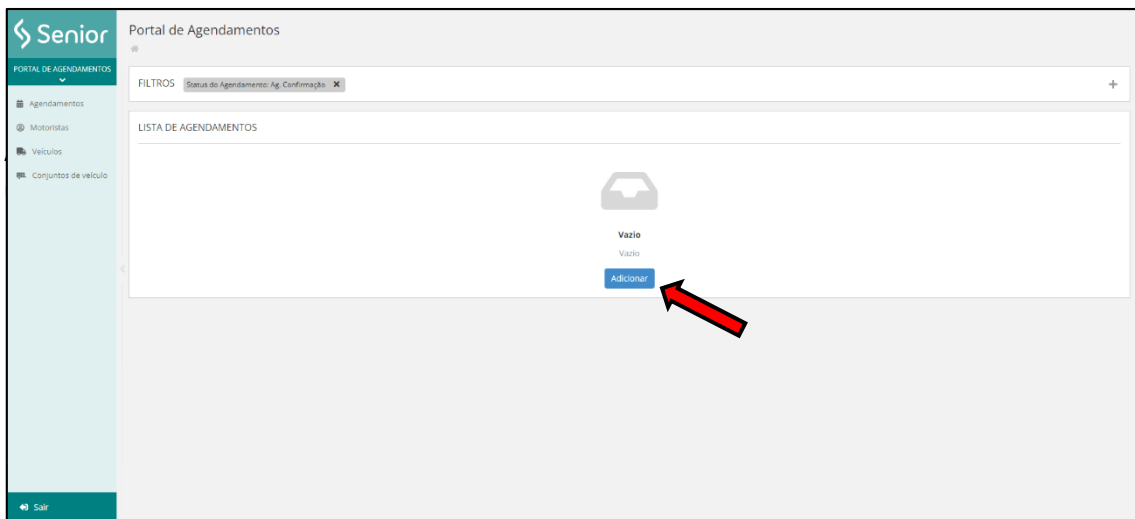 Senior
PORTAL DE AGENDAMENTOS
Agendamentos
Motoristas
Veículos
Conjuntos de veículo
Sair
Portal de Agendamentos
FILTROS Status do Agendamento: Ag. Confirmação X
LISTA DE AGENDAMENTOS
Vazio
Vazio
Adicionar